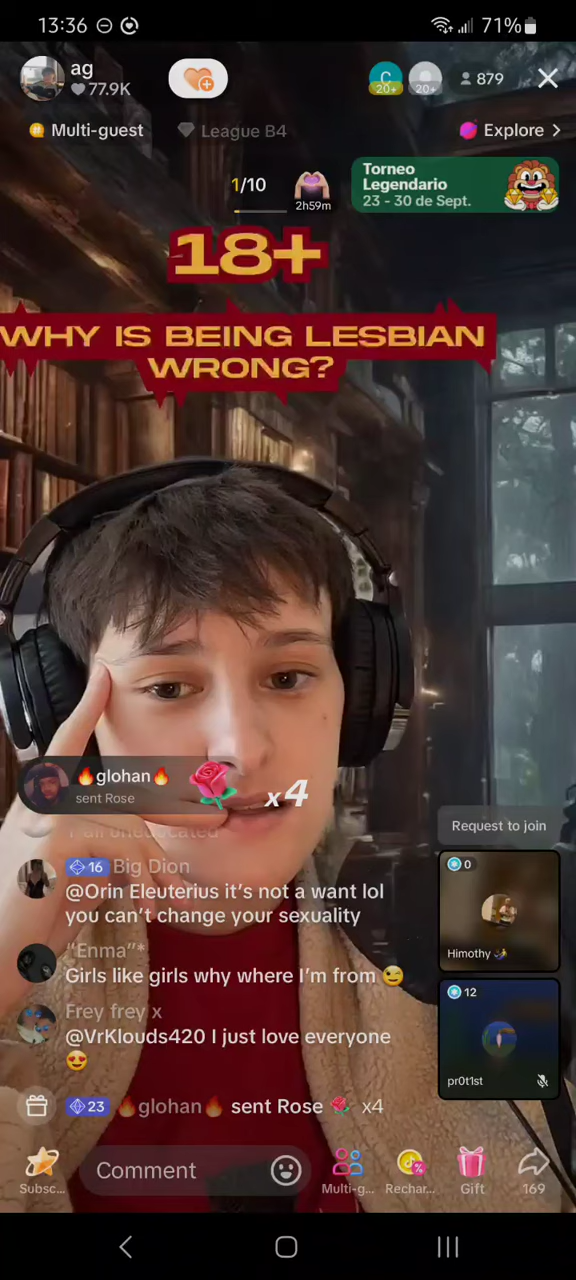 13:36
71%
ag
77.9K
20+
20+
879
Multi-guest
League B4
Explore >
1/10
2h59m
Torneo
Legendario
23 - 30 de Sept.
18+
WHY IS BEING LESBIAN
WRONG?
🔥glohan🔥
sent Rose
x4
Request to join
0
Himothy
12
pr0t1st
16 Big Dion
@Orin Eleuterius it's not a want lol
you can't change your sexuality
"Enma"*
Girls like girls why where I'm from 😉
Frey frey x
@VrKlouds420 I just love everyone
😍
23 🔥glohan🔥 sent Rose 🌹 x4
Subsc...
Comment
Multi-g...
Rechar...
Gift
169